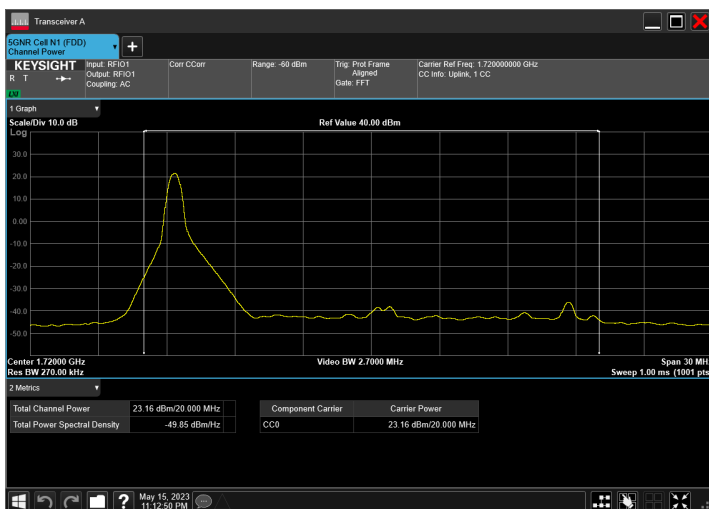 Transceiver A
5GNR Cell N1 (FDD)
Channel Power
+
KEYSIGHT
R T
LXI
Input: RFIO1
Output: RFIO1
Coupling: AC
Corr CCorr
Range: -60 dBm
Trig: Prot Frame
Aligned
Gate: FFT
Carrier Ref Freq: 1.720000000 GHz
CC Info: Uplink, 1 CC
1 Graph
Scale/Div 10.0 dB
Ref Value 40.00 dBm
Log
30.0
20.0
10.0
0.00
-10.0
-20.0
-30.0
-40.0
-50.0
Center 1.72000 GHz
Video BW 2.7000 MHz
Span 30 MHz
Res BW 270.00 kHz
Sweep 1.00 ms (1001 pts
2 Metrics
Total Channel Power 23.16 dBm/20.000 MHz
Total Power Spectral Density -49.85 dBm/Hz
Component Carrier Carrier Power
CC0 23.16 dBm/20.000 MHz
?
May 15, 2023
11:12:50 PM